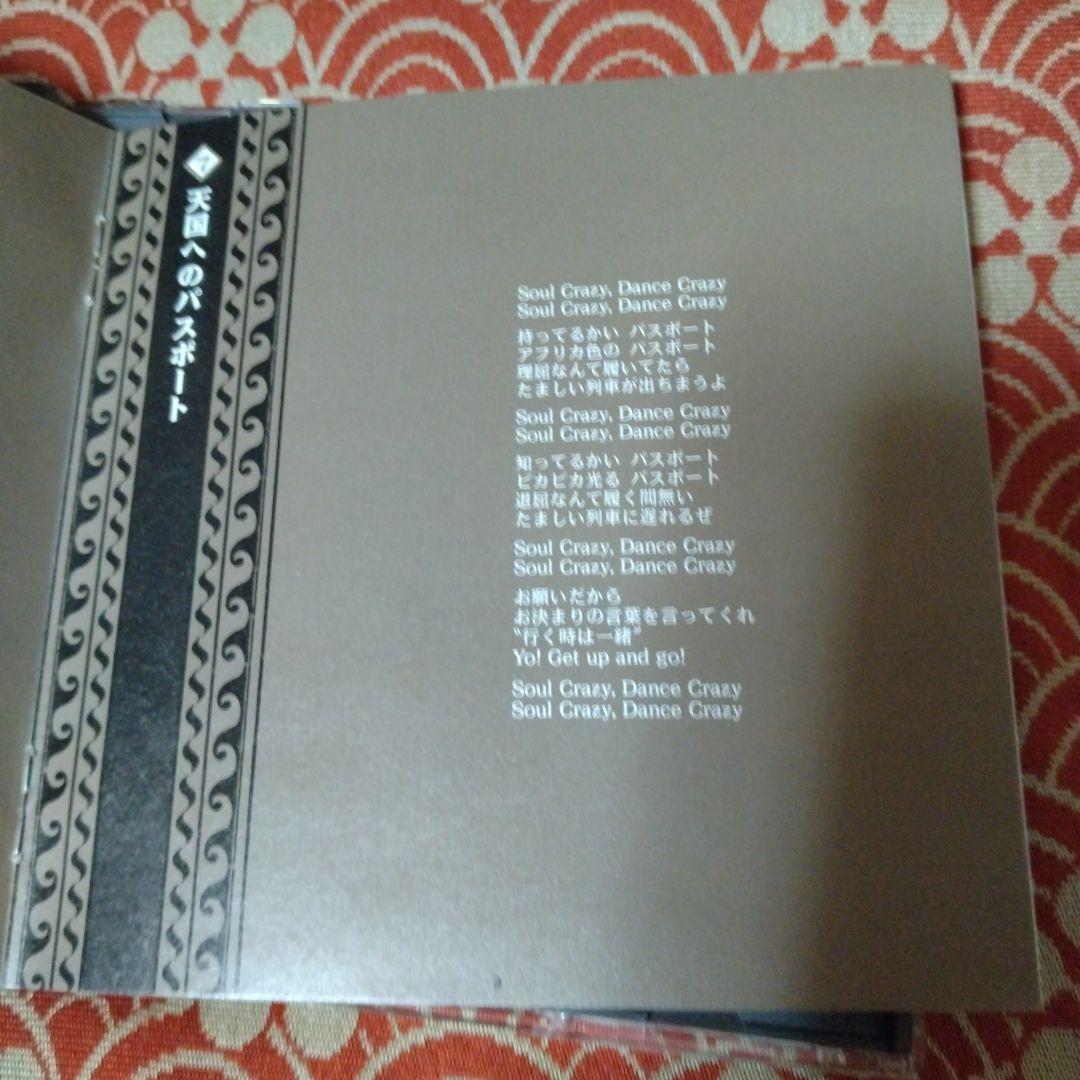 7 天国へのパスポート
Soul Crazy, Dance Crazy
Soul Crazy, Dance Crazy
持ってるかい パスポート
アフリカ色の パスポート
理屈なんて履いてたら
たましい列車が出ちまうよ
Soul Crazy, Dance Crazy
Soul Crazy, Dance Crazy
知ってるかい パスポート
ピカピカ光る パスポート
退屈なんて履く間無い
たましい列車に遅れるぜ
Soul Crazy, Dance Crazy
Soul Crazy, Dance Crazy
お願いだから
お決まりの言葉を言ってくれ
“行く時は一緒”
Yo! Get up and go!
Soul Crazy, Dance Crazy
Soul Crazy, Dance Crazy